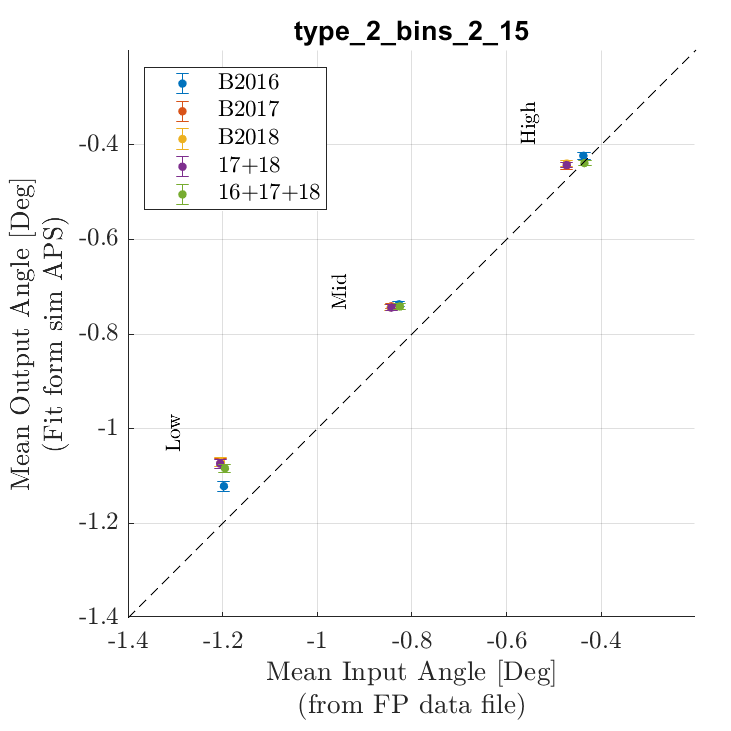 type_2_bins_2_15
B2016
B2017
B2018
17+18
16+17+18
High
Mid
Low
-0.4
-0.6
-0.8
-1
-1.2
-1.4
-1.4
-1.2
-1
-0.8
-0.6
-0.4
Mean Output Angle [Deg]
(Fit form sim APS)
Mean Input Angle [Deg]
(from FP data file)